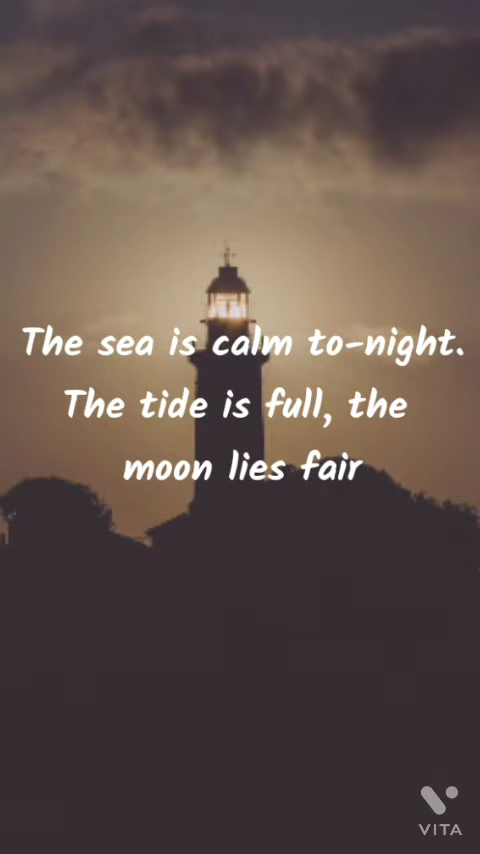 The sea is calm to-night.
The tide is full, the
moon lies fair
VITA